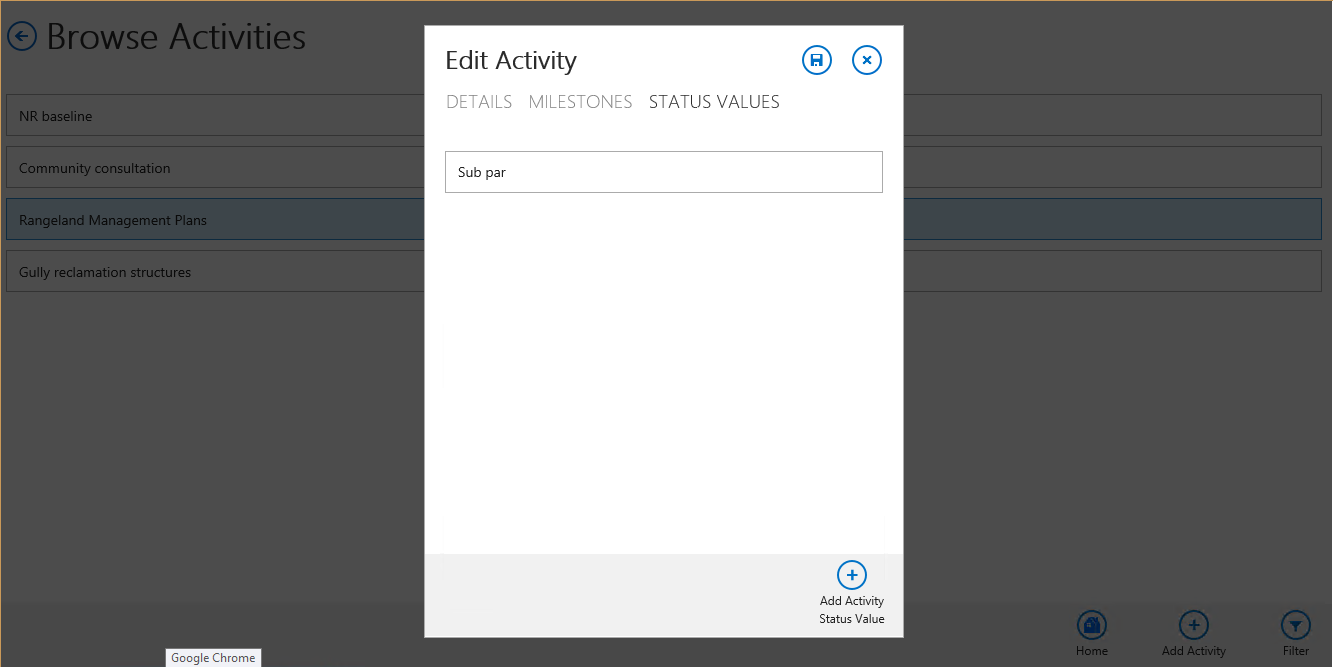 Browse Activities
NR baseline
Community consultation
Rangeland Management Plans
Gully reclamation structures
Edit Activity
DETAILS MILESTONES STATUS VALUES
Sub par
Add Activity
Status Value
Home
Add Activity
Filter
Google Chrome